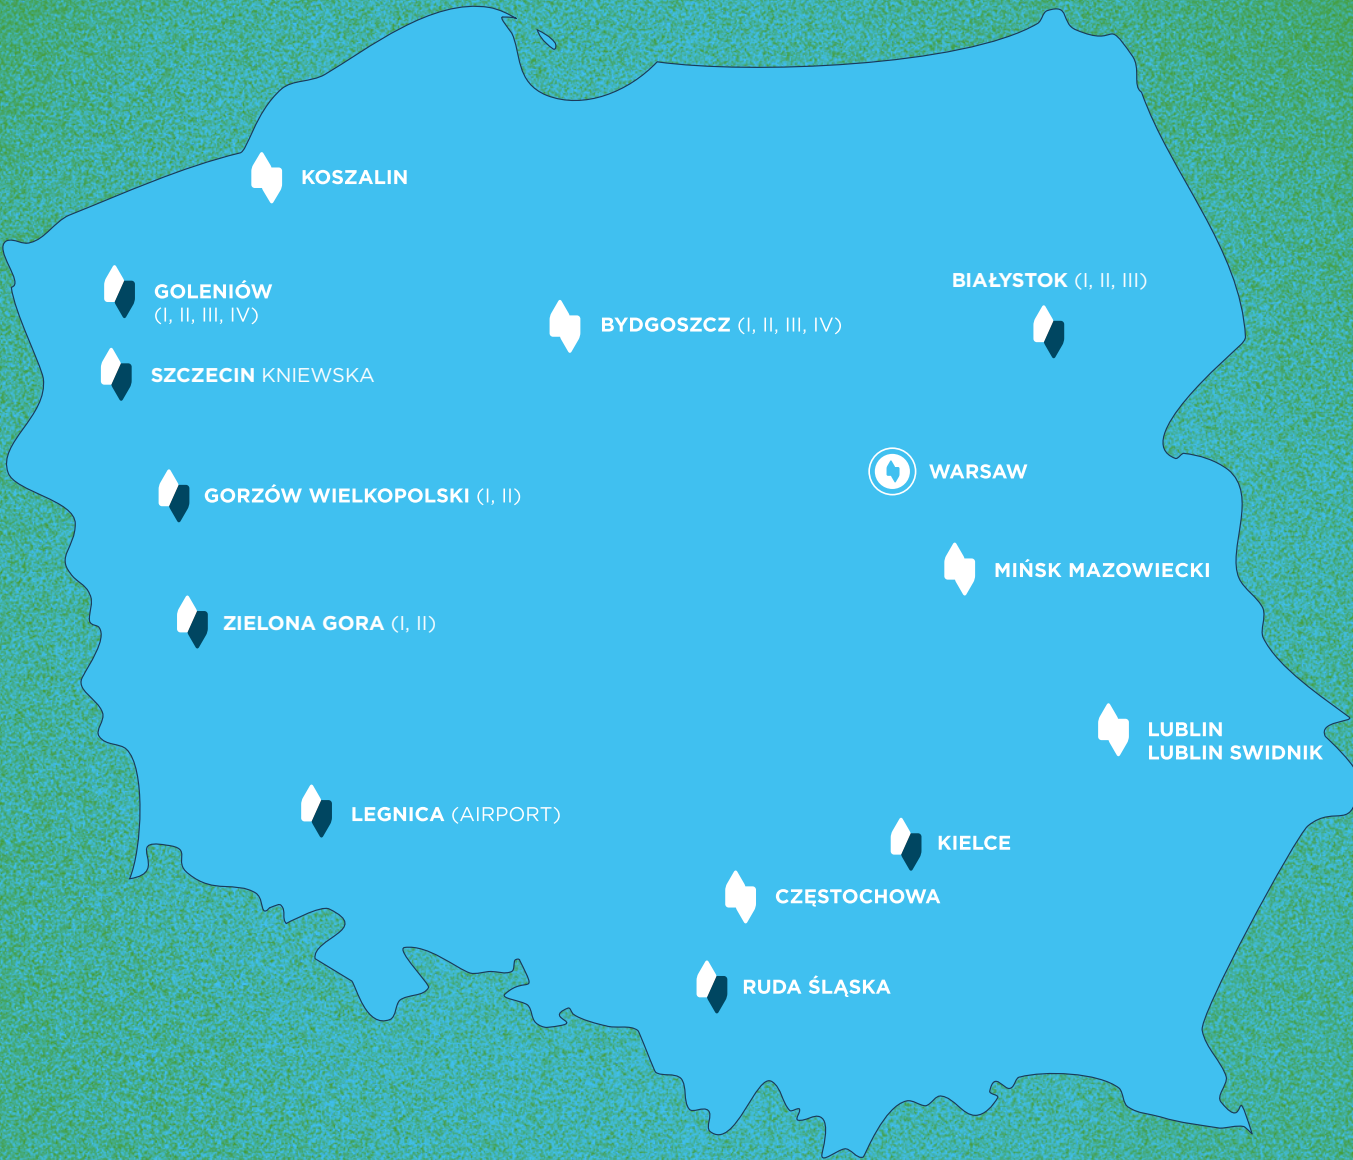 KOSZALIN
BIAŁYSTOK (I, II, III)
GOLENIÓW
(I, II, III, IV)
BYDGOSZCZ (I, II, III, IV)
SZCZECIN KNIEWSKA
WARSAW
GORZÓW WIELKOPOLSKI (I, II)
MIŃSK MAZOWIECKI
ZIELONA GORA (I, II)
LUBLIN
LUBLIN SWIDNIK
LEGNICA (AIRPORT)
KIELCE
CZĘSTOCHOWA
RUDA ŚLĄSKA